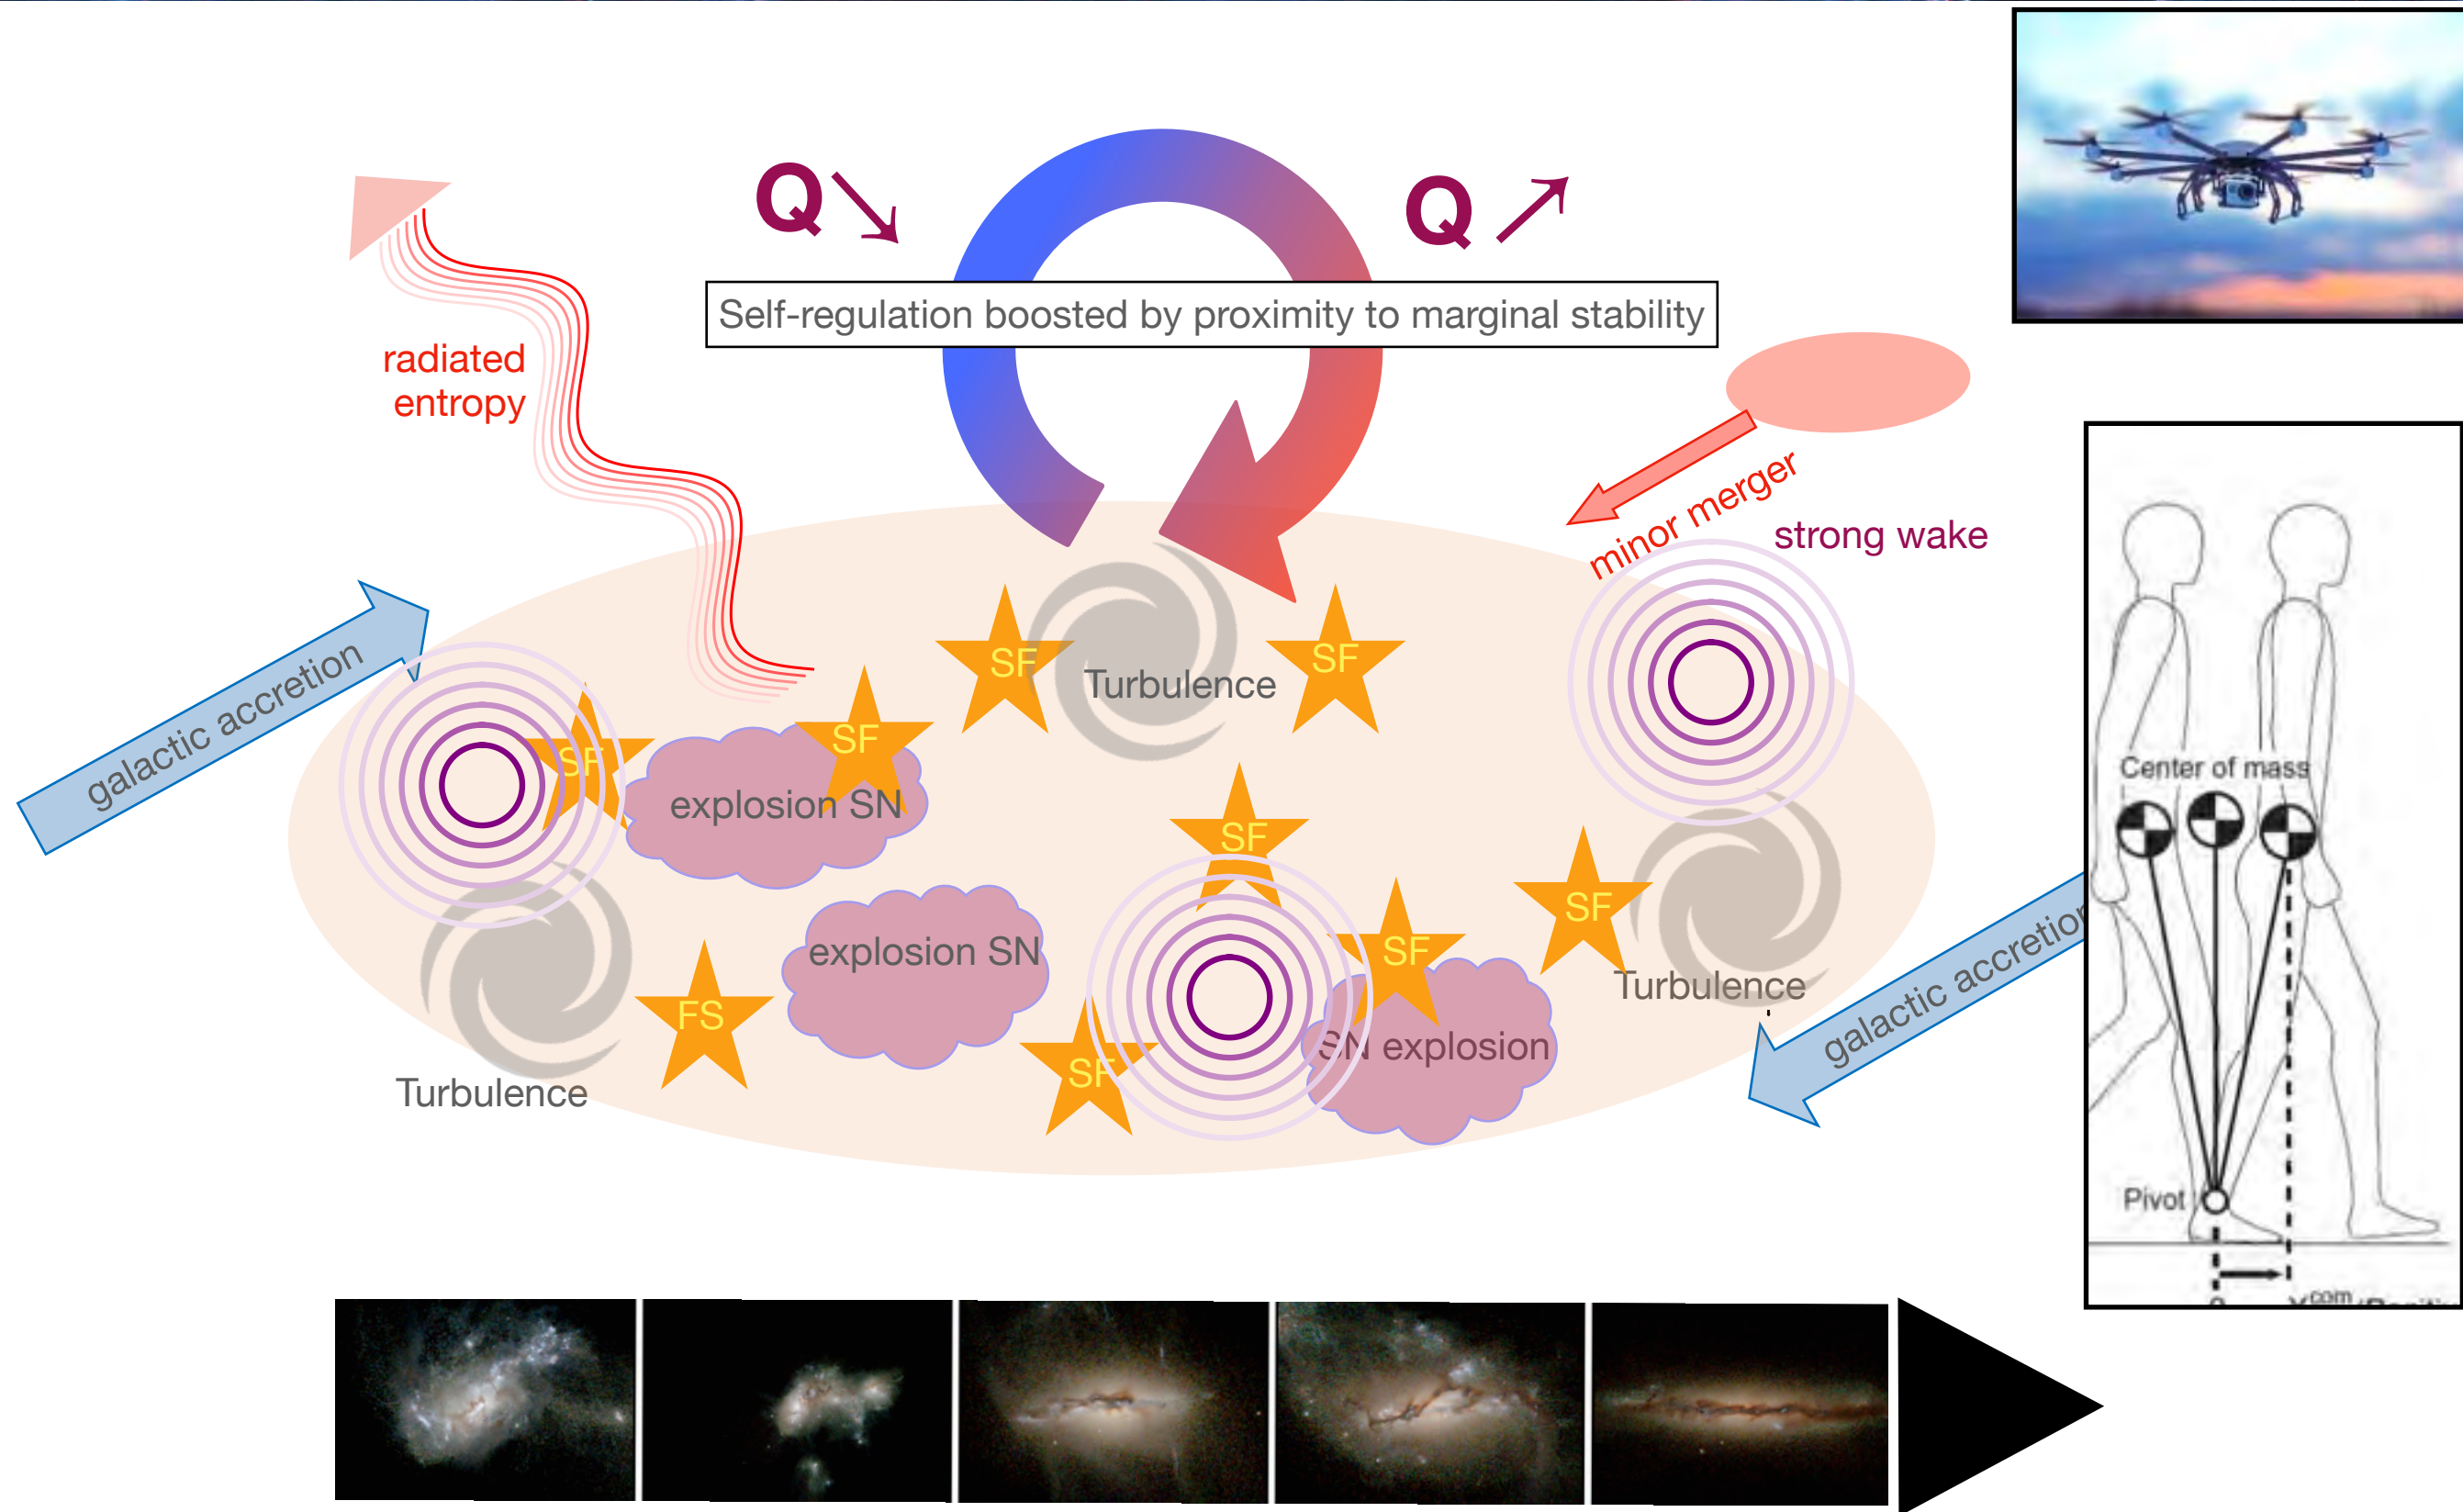 Q↘
Q ↗
Self-regulation boosted by proximity to marginal stability
radiated
entropy
minor merger
strong wake
galactic accretion
SF
SF
Turbulence
SF
SF
explosion SN
SF
Center of mass
SF
SF
explosion SN
Turbulence
galactic accretion
FS
SF
SN explosion
Turbulence
Pivot